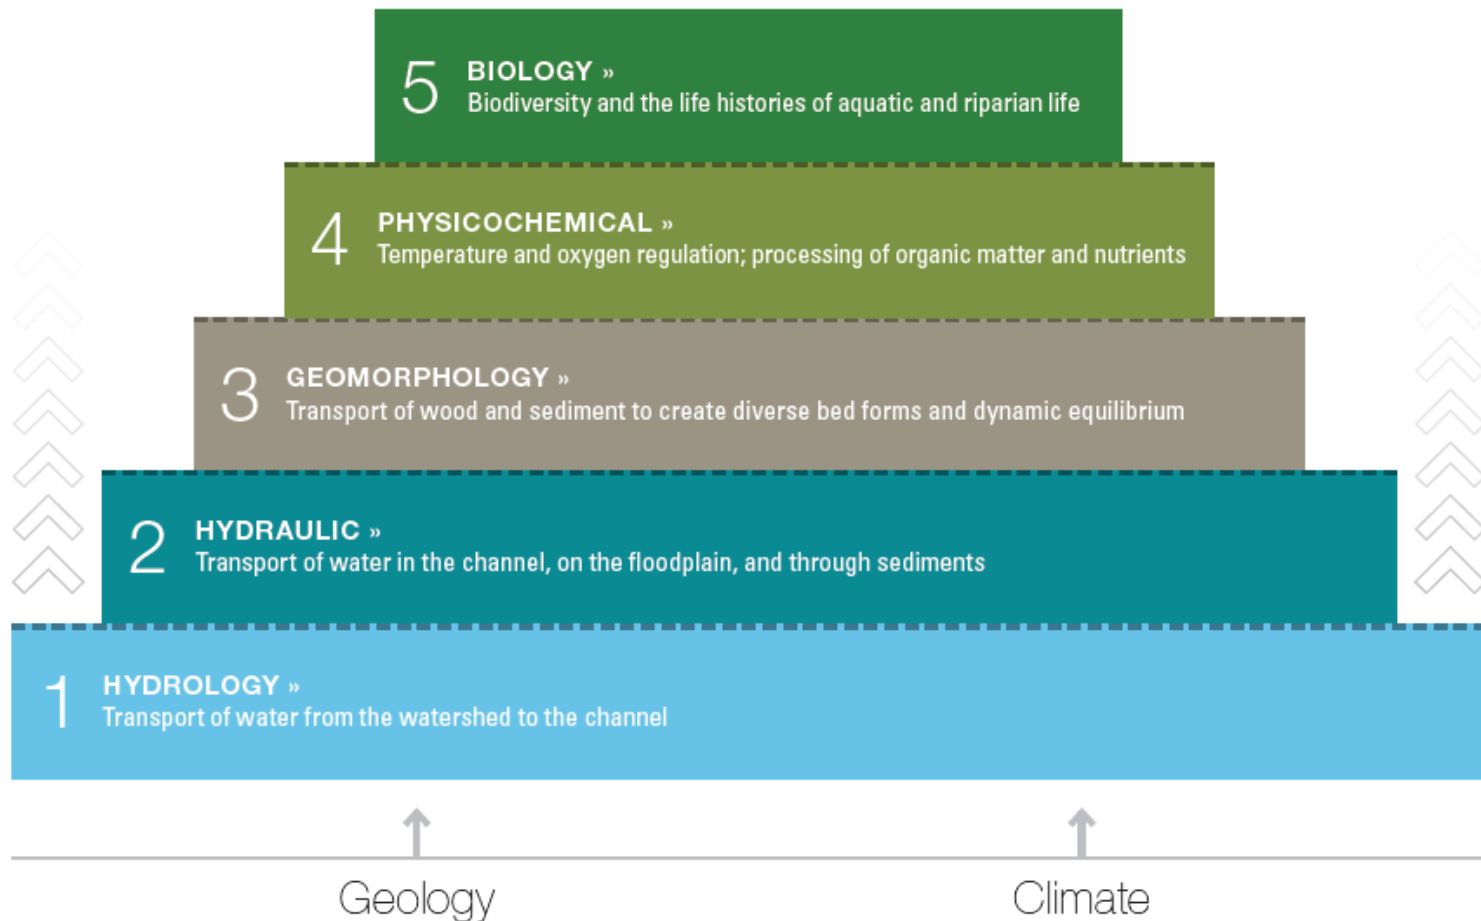 5
BIOLOGY »
Biodiversity and the life histories of aquatic and riparian life
4
PHYSICOCHEMICAL »
Temperature and oxygen regulation; processing of organic matter and nutrients
3
GEOMORPHOLOGY »
Transport of wood and sediment to create diverse bed forms and dynamic equilibrium
2
HYDRAULIC »
Transport of water in the channel, on the floodplain, and through sediments
1
HYDROLOGY »
Transport of water from the watershed to the channel
Geology
Climate